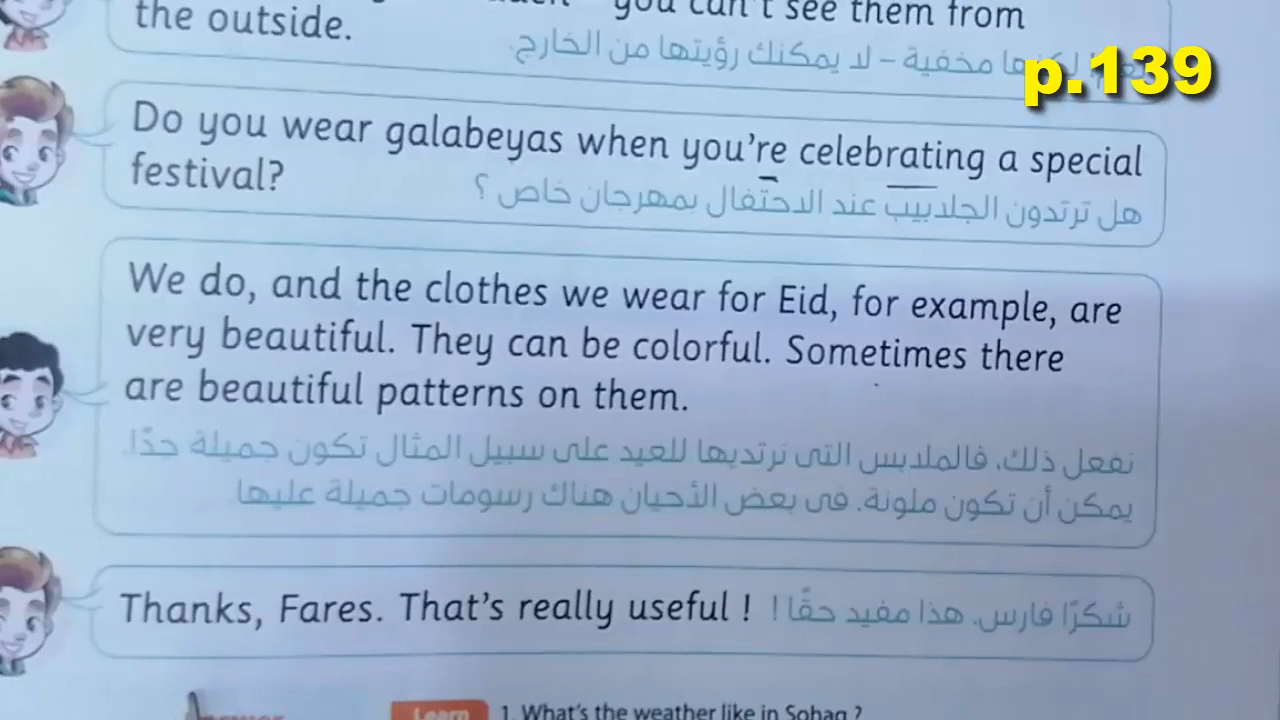 you can't see them from
the outside.
مخفية – لا يمكنك رؤيتها من الخارج.
p.139
Do you wear galabeyas when you're celebrating a special
festival?
هل ترتدون الجلابيب عند الاحتفال بمهرجان خاص ؟
We do, and the clothes we wear for Eid, for example, are
very beautiful. They can be colorful. Sometimes there
are beautiful patterns on them.
نفعل ذلك، فالملابس التى نرتديها للعيد على سبيل المثال تكون جميلة جدًا.
يمكن أن تكون ملونة. فى بعض الأحيان هناك رسومات جميلة عليها
Thanks, Fares. That's really useful !
شكرًا فارس. هذا مفيد حقًا !
Learn
1. What's the weather like in Sohag ?